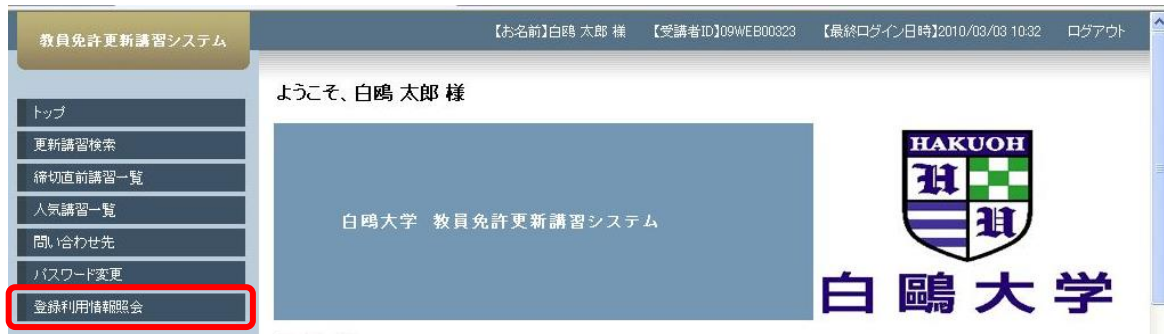 教員免許更新講習システム
【お名前】白鴎 太郎 様 【受講者ID】09WEB00323 【最終ログイン日時】2010/03/03 10:32 ログアウト
ようこそ、白鴎 太郎 様
トップ
更新講習検索
締切直前講習一覧
人気講習一覧
問い合わせ先
パスワード変更
登録利用情報照会
白鴎大学 教員免許更新講習システム
HAKUOH
H
H
白鷗大学